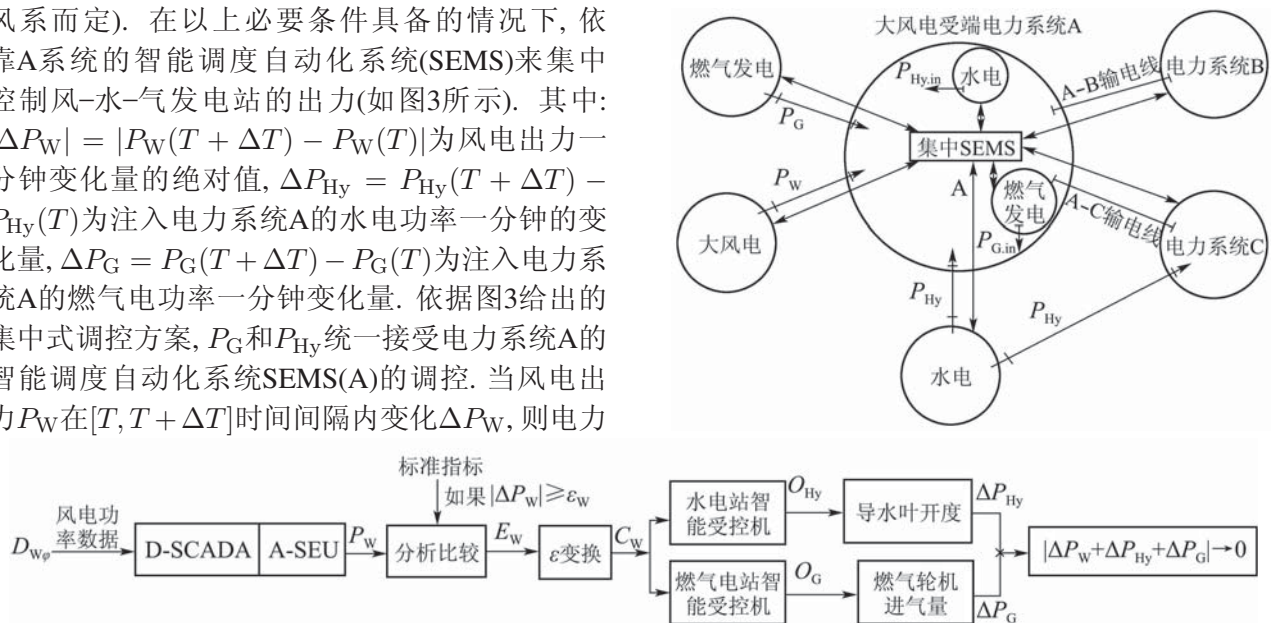 风系而定). 在以上必要条件具备的情况下, 依
靠A系统的智能调度自动化系统(SEMS)来集中
控制风–水–气发电站的出力(如图3所示). 其中:
ΔP_W| = |P_W(T + ΔT) − P_W(T)|为风电出力一
分钟变化量的绝对值, ΔP_Hy = P_Hy(T + ΔT) −
P_Hy(T)为注入电力系统A的水电功率一分钟的变
化量, ΔP_G = P_G(T + ΔT) − P_G(T)为注入电力系
统A的燃气电功率一分钟变化量. 依据图3给出的
集中式调控方案, P_G和P_Hy统一接受电力系统A的
智能调度自动化系统SEMS(A)的调控. 当风电出
力P_W在[T, T + ΔT]时间间隔内变化ΔP_W, 则电力
大风电受端电力系统A
燃气发电
P_G
P_Hy.in
水电
A–B输电线
电力系统B
集中SEMS
P_W
大风电
A
燃气
发电
P_G.in
A–C输电线
电力系统C
P_Hy
P_Hy
水电
标准指标
如果|ΔP_W|⩾ε_W
D_Wφ
风电功
率数据
D-SCADA
A-SEU
P_W
分析比较
E_W
ε变换
C_W
水电站智
能受控机
O_Hy
导水叶开度
ΔP_Hy
燃气电站智
能受控机
O_G
燃气轮机
进气量
ΔP_G
|ΔP_W+ΔP_Hy+ΔP_G|→0